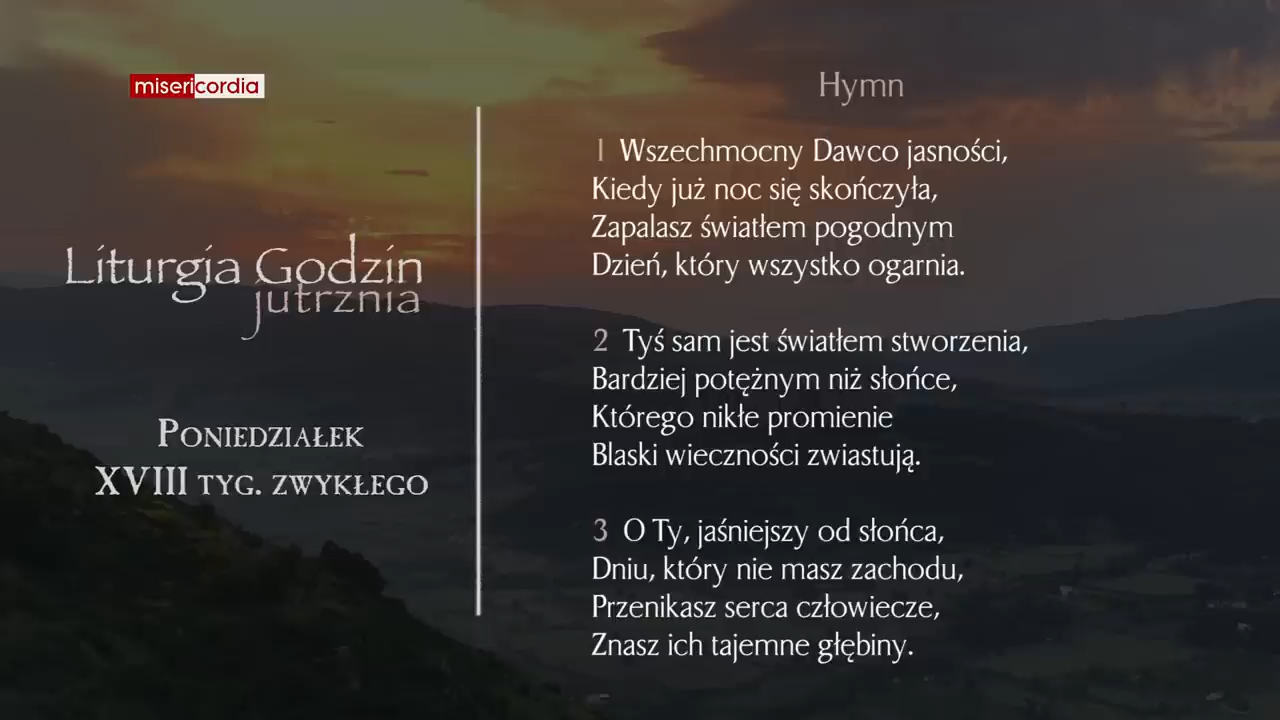 misericordia
Liturgia Godzin
jutrznia
Poniedziałek
XVIII tyg. zwykłego
Hymn
1 Wszechmocny Dawco jasności,
Kiedy już noc się skończyła,
Zapalasz światłem pogodnym
Dzień, który wszystko ogarnia.
2 Tyś sam jest światłem stworzenia,
Bardziej potężnym niż słońce,
Którego nikłe promienie
Blaski wieczności zwiastują.
3 O Ty, jaśniejszy od słońca,
Dniu, który nie masz zachodu,
Przenikasz serca człowiecze,
Znasz ich tajemne głębiny.